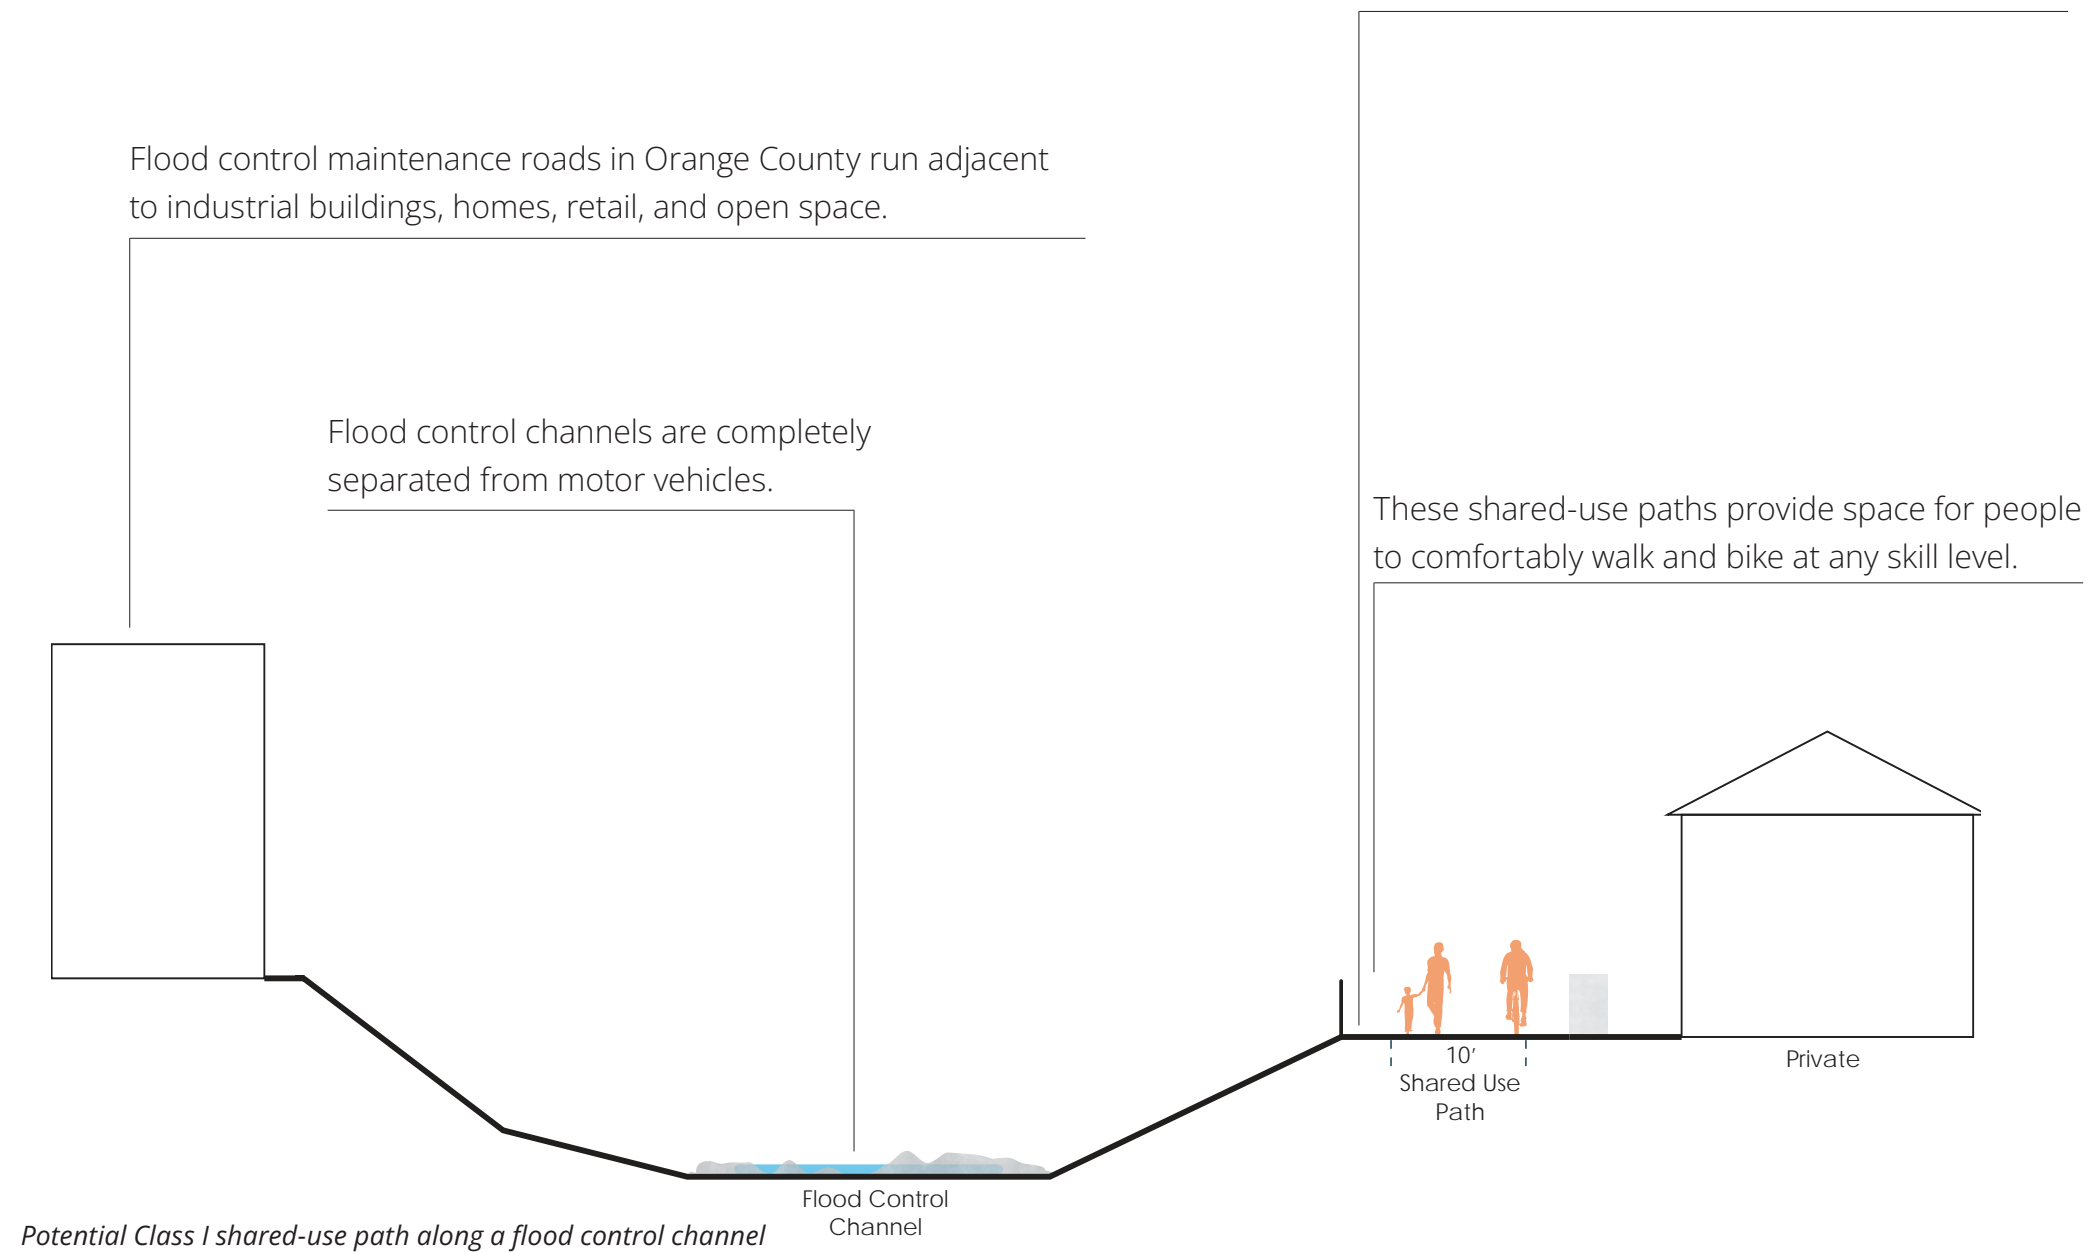 Flood control maintenance roads in Orange County run adjacent
to industrial buildings, homes, retail, and open space.
Flood control channels are completely
separated from motor vehicles.
These shared-use paths provide space for people
to comfortably walk and bike at any skill level.
10’
Shared Use
Path
Private
Flood Control
Channel
Potential Class I shared-use path along a flood control channel